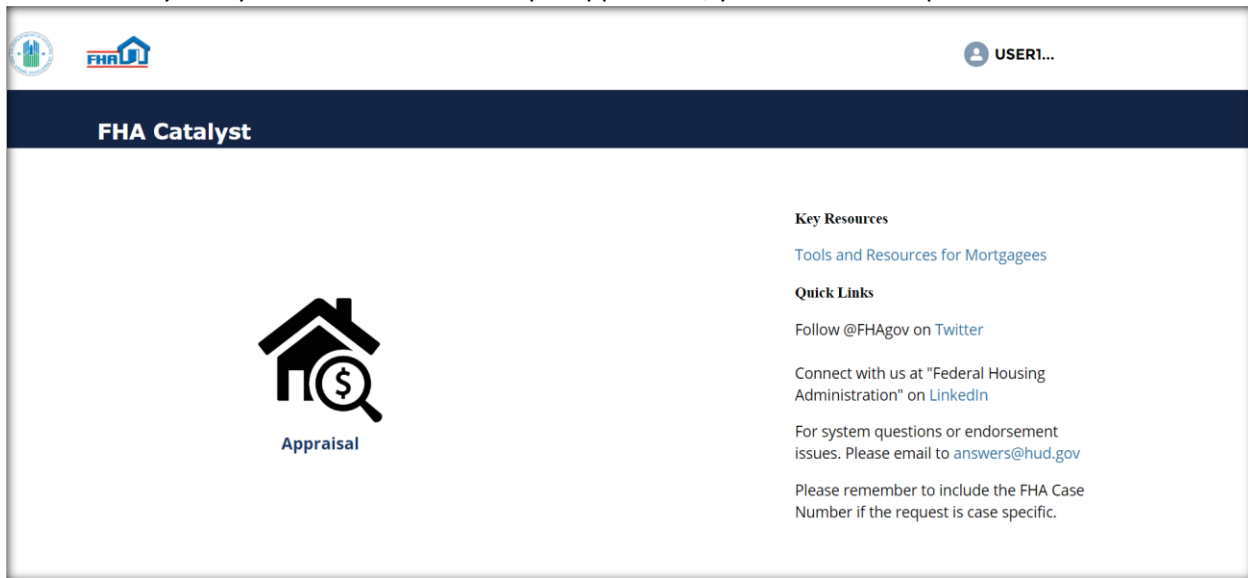 FHA
USER1...
FHA Catalyst
Appraisal
$
Key Resources
Tools and Resources for Mortgagees
Quick Links
Follow @FHAgov on Twitter
Connect with us at "Federal Housing
Administration" on LinkedIn
For system questions or endorsement
issues. Please email to answers@hud.gov
Please remember to include the FHA Case
Number if the request is case specific.